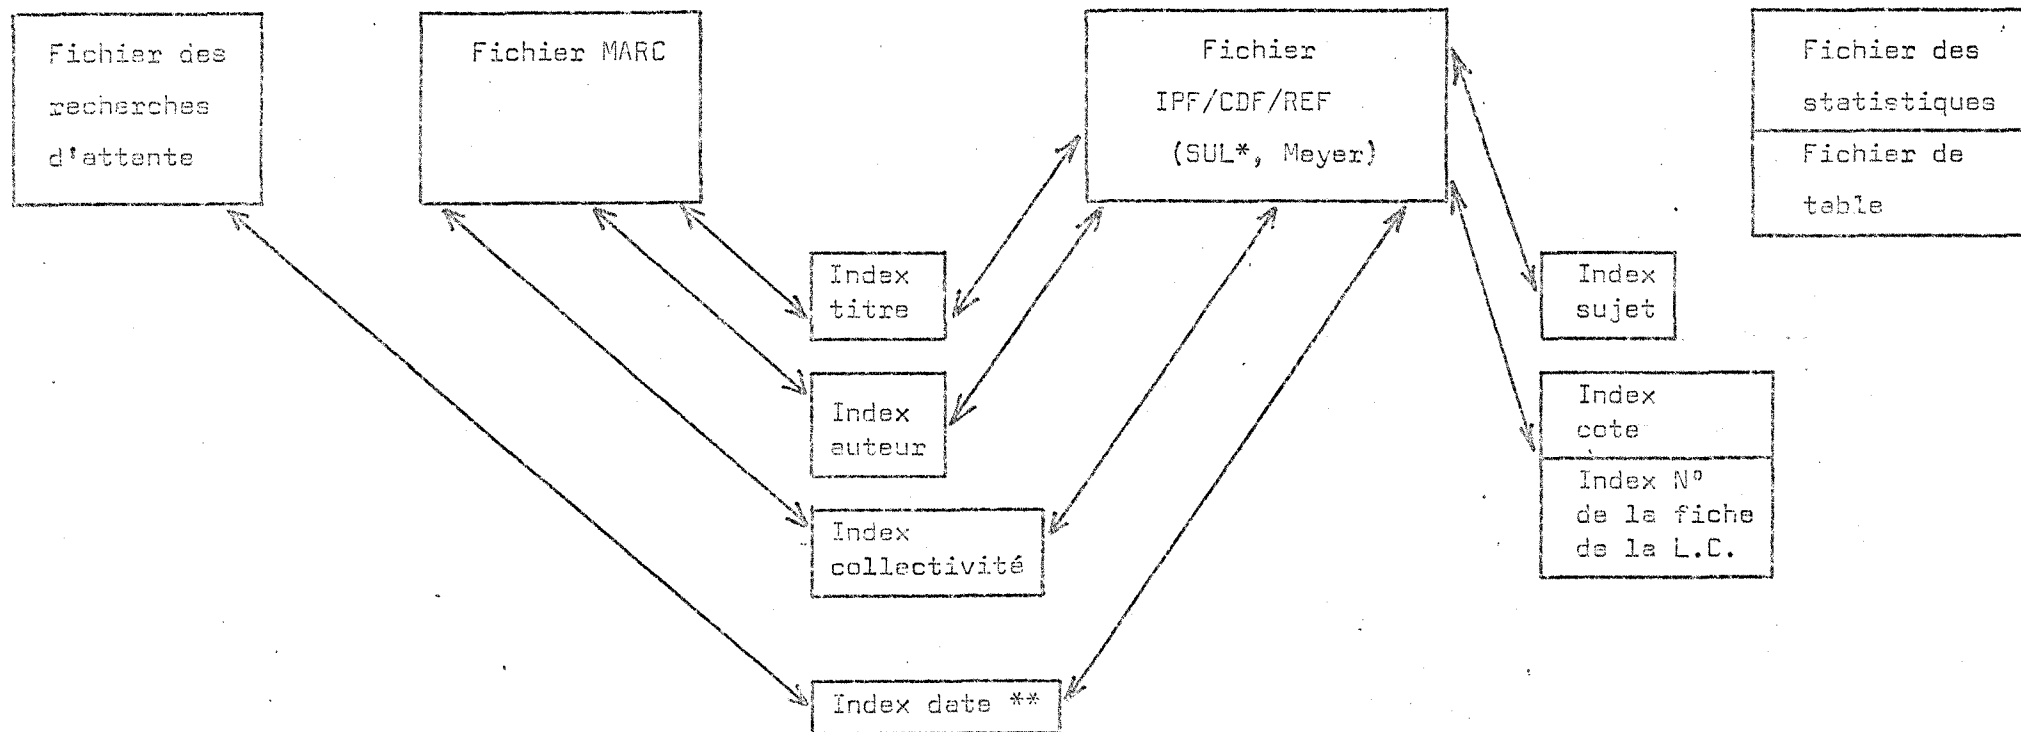 Fichier des
recherches
d'attente
Fichier MARC
Fichier
IPF/CDF/REF
(SUL*, Meyer)
Fichier des
statistiques
Fichier de
table
Index
titre
Index
auteur
Index
collectivité
Index date **
Index
sujet
Index
cote
Index Nº
de la fiche
de la L.C.